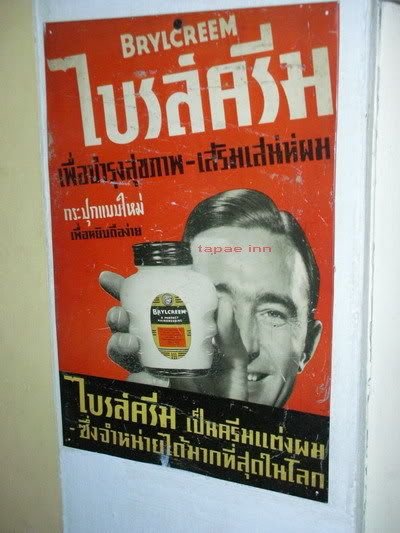 BRYLCREEM
ไบรล์ครีม
เพื่อบำรุงสุขภาพ-เสริมเสน่ห์ผม
กระปุกแบบใหม่
เพื่อหยิบถือง่าย
tapae inn
BRYLCREEM
ไบรล์ครีม เป็นครีมแต่งผม
ซึ่งจำหน่ายได้มากที่สุดในโลก